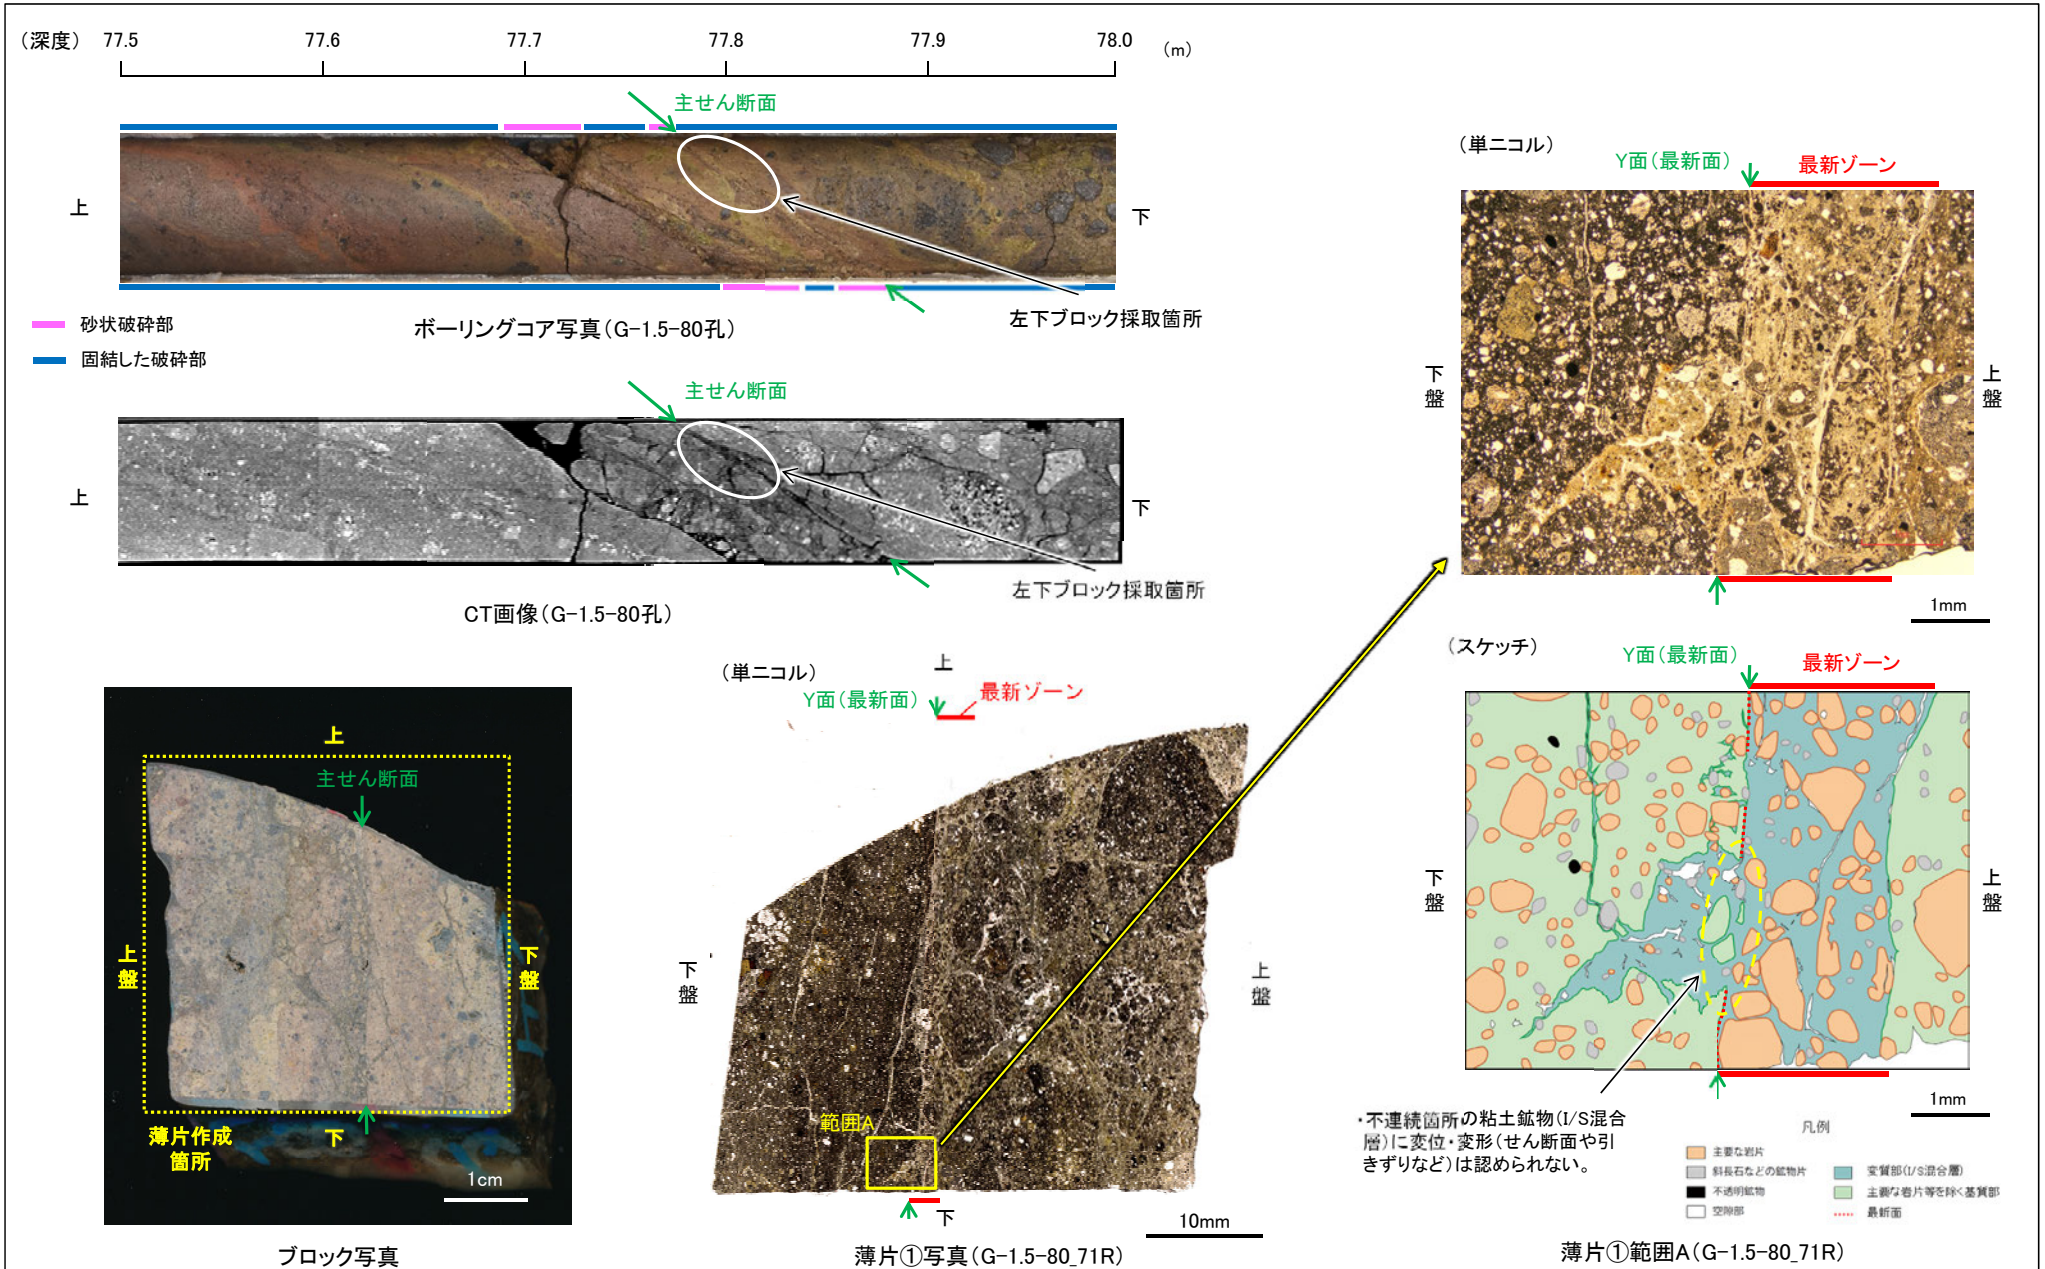 （深度） 77.5 77.6 77.7 77.8 77.9 78.0 （m）
主せん断面
上
下
左下ブロック採取箇所
砂状破砕部
固結した破砕部
ボーリングコア写真（G-1.5-80孔）
主せん断面
上
下
左下ブロック採取箇所
CT画像（G-1.5-80孔）
上
主せん断面
上盤
下盤
薄片作成
箇所
下
1cm
ブロック写真
（単ニコル）
上
Y面（最新面）
最新ゾーン
下盤
上盤
範囲A
下
10mm
薄片①写真（G-1.5-80_71R）
（単ニコル）
Y面（最新面）
最新ゾーン
下盤
上盤
1mm
（スケッチ）
Y面（最新面）
最新ゾーン
下盤
上盤
1mm
・不連続箇所の粘土鉱物（I/S混合
層）に変位・変形（せん断面や引
きずりなど）は認められない。
凡例
主要な岩片
斜長石などの鉱物片
不透明鉱物
空隙部
変質部（I/S混合層）
主要な岩片等を除く基質部
最新面
薄片①範囲A（G-1.5-80_71R）